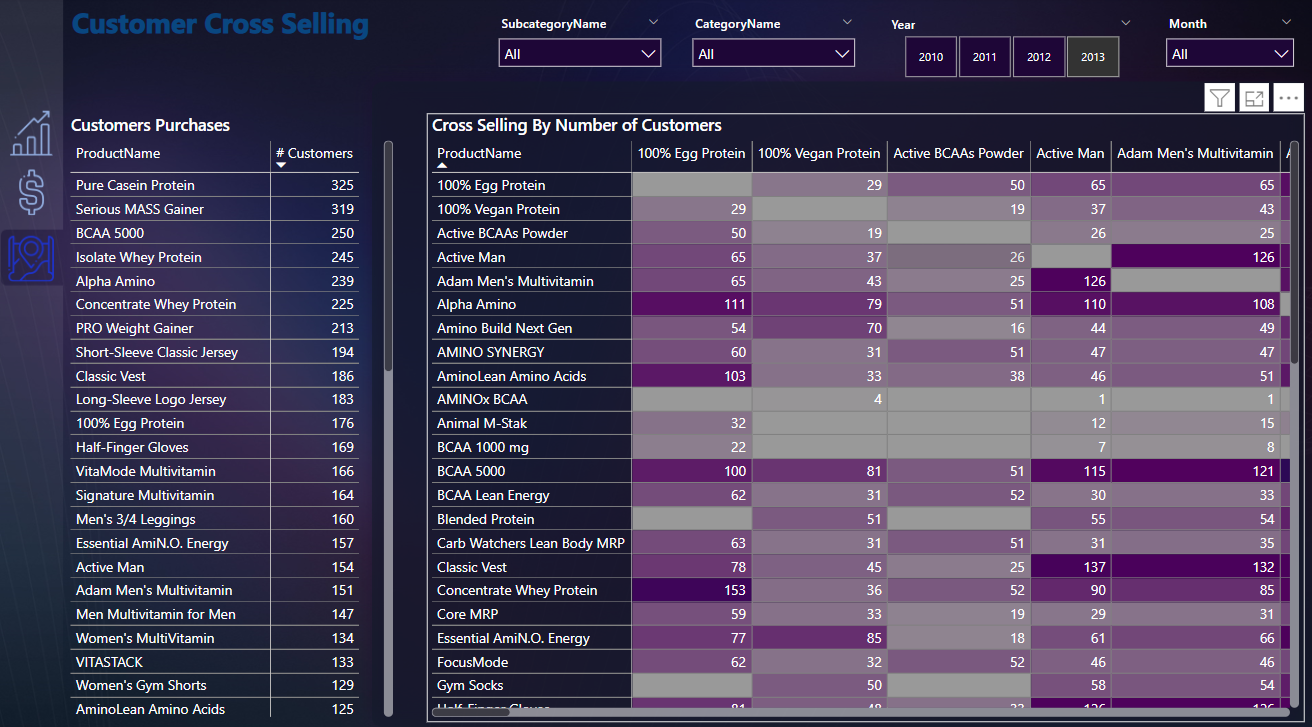 Customer Cross Selling
SubcategoryName
All
CategoryName
All
Year
2010 2011 2012 2013
Month
All
Customers Purchases
ProductName # Customers
Pure Casein Protein 325
Serious MASS Gainer 319
BCAA 5000 250
Isolate Whey Protein 245
Alpha Amino 239
Concentrate Whey Protein 225
PRO Weight Gainer 213
Short-Sleeve Classic Jersey 194
Classic Vest 186
Long-Sleeve Logo Jersey 183
100% Egg Protein 176
Half-Finger Gloves 169
VitaMode Multivitamin 166
Signature Multivitamin 164
Men's 3/4 Leggings 160
Essential AmiN.O. Energy 157
Active Man 154
Adam Men's Multivitamin 151
Men Multivitamin for Men 147
Women's MultiVitamin 134
VITASTACK 133
Women's Gym Shorts 129
AminoLean Amino Acids 125
Cross Selling By Number of Customers
ProductName 100% Egg Protein 100% Vegan Protein Active BCAAs Powder Active Man Adam Men's Multivitamin
100% Egg Protein 29 50 65 65
100% Vegan Protein 29 19 37 43
Active BCAAs Powder 50 19 26 25
Active Man 65 37 26 126
Adam Men's Multivitamin 65 43 25 126
Alpha Amino 111 79 51 110 108
Amino Build Next Gen 54 70 16 44 49
AMINO SYNERGY 60 31 51 47 47
AminoLean Amino Acids 103 33 38 46 51
AMINOx BCAA 4 1 1
Animal M-Stak 32 12 15
BCAA 1000 mg 22 7 8
BCAA 5000 100 81 51 115 121
BCAA Lean Energy 62 31 52 30 33
Blended Protein 51 55 54
Carb Watchers Lean Body MRP 63 31 51 31 35
Classic Vest 78 45 25 137 132
Concentrate Whey Protein 153 36 52 90 85
Core MRP 59 33 19 29 31
Essential AmiN.O. Energy 77 85 18 61 66
FocusMode 62 32 52 46 46
Gym Socks 50 58 54